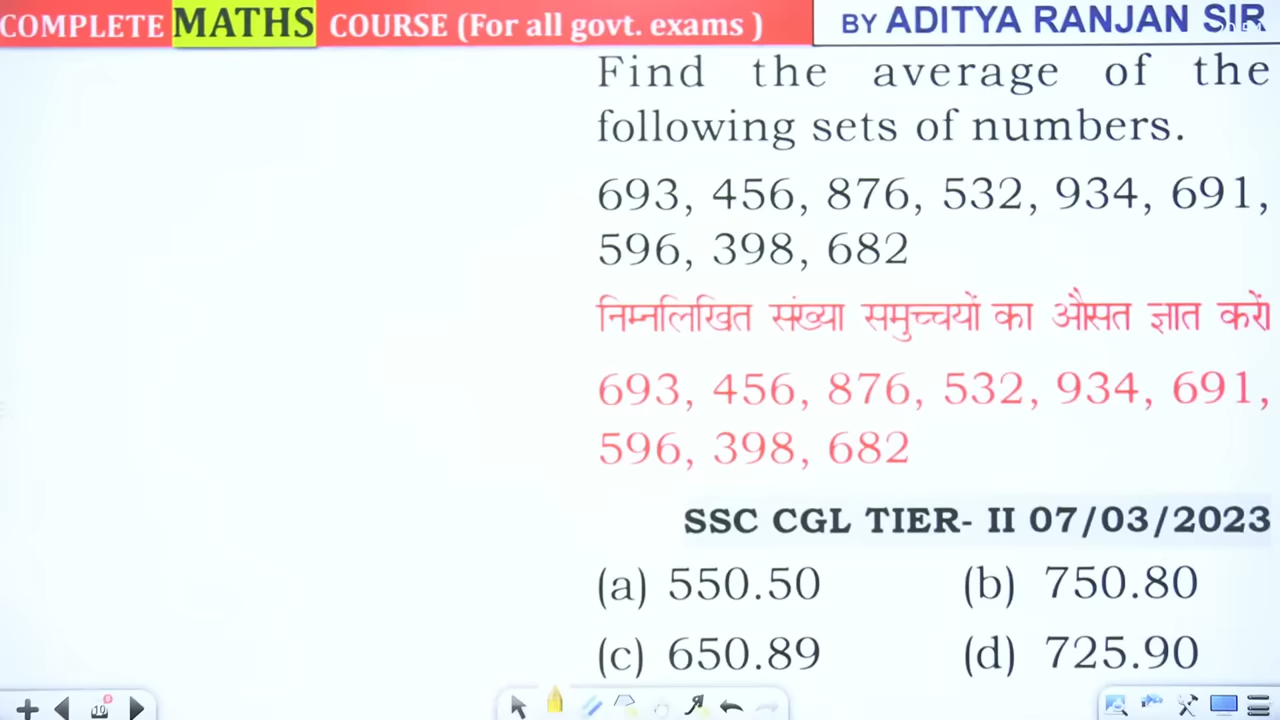 COMPLETE MATHS COURSE (For all govt. exams )
BY ADITYA RANJAN SIR
Find the average of the
following sets of numbers.
693, 456, 876, 532, 934, 691,
596, 398, 682
निम्नलिखित संख्या समुच्चयों का औसत ज्ञात करें।
693, 456, 876, 532, 934, 691,
596, 398, 682
SSC CGL TIER- II 07/03/2023
(a) 550.50 (b) 750.80
(c) 650.89 (d) 725.90
19